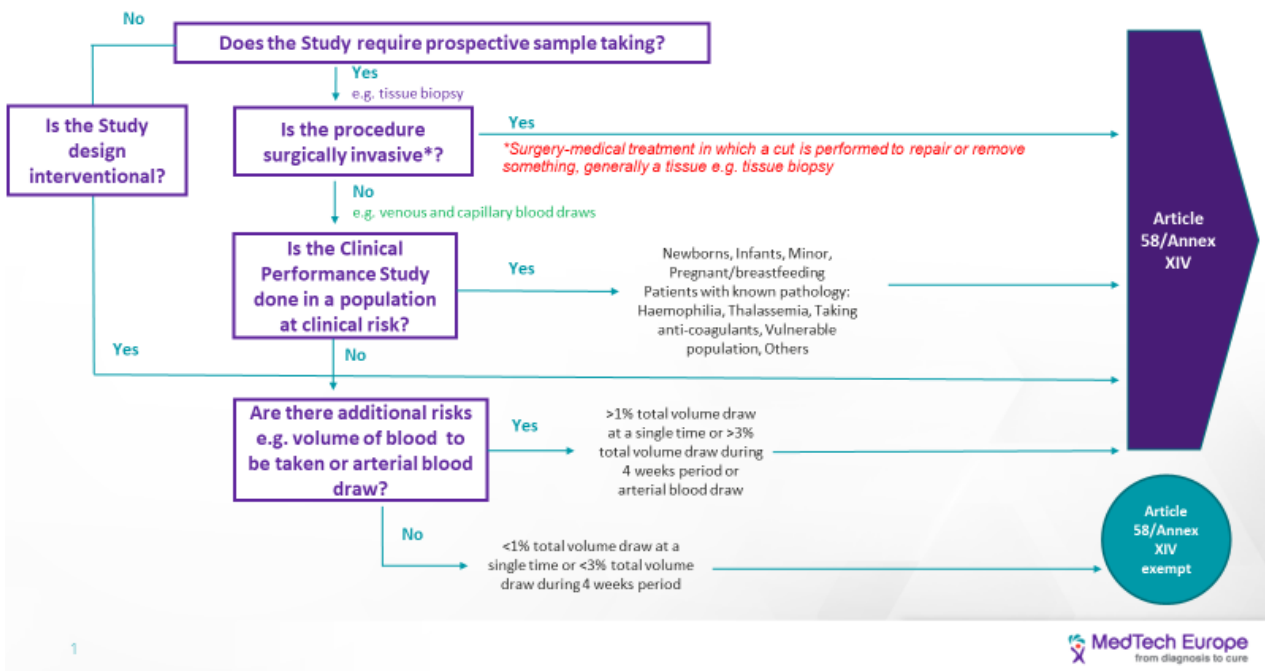 No
Does the Study require prospective sample taking?
Yes
e.g. tissue biopsy
Is the Study
design
interventional?
Is the procedure
surgically invasive*?
Yes
*Surgery-medical treatment in which a cut is performed to repair or remove
something, generally a tissue e.g. tissue biopsy
No
e.g. venous and capillary blood draws
Article
58/Annex
XIV
Is the Clinical
Performance Study
done in a population
at clinical risk?
Yes
Newborns, Infants, Minor,
Pregnant/breastfeeding
Patients with known pathology:
Haemophilia, Thalassemia, Taking
anti-coagulants, Vulnerable
population, Others
Yes
No
Are there additional risks
e.g. volume of blood to
be taken or arterial blood
draw?
Yes
>1% total volume draw
at a single time or >3%
total volume draw during
4 weeks period or
arterial blood draw
No
<1% total volume draw at a
single time or <3% total volume
draw during 4 weeks period
Article
58/Annex
XIV
exempt
1
MedTech Europe
from diagnosis to cure